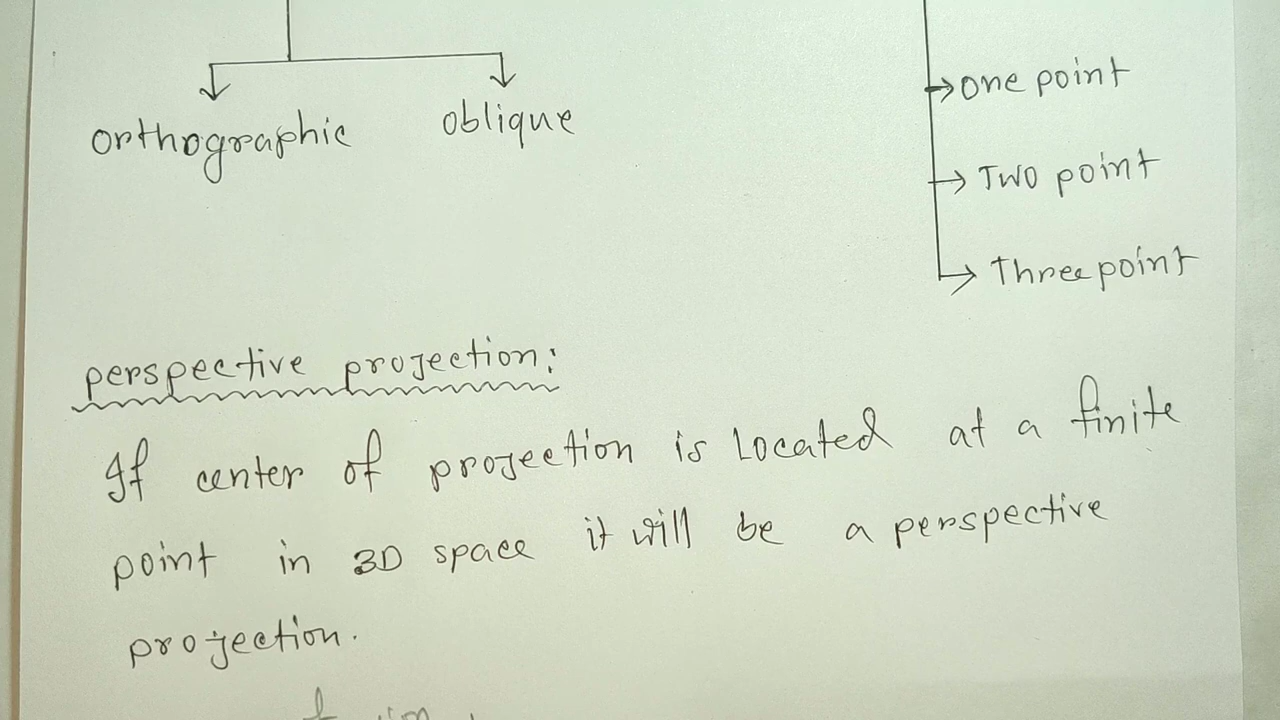 orthographic oblique
one point
Two point
Three point
perspective projection:
If center of projection is Located at a finite
point in 3D space it will be a perspective
projection.